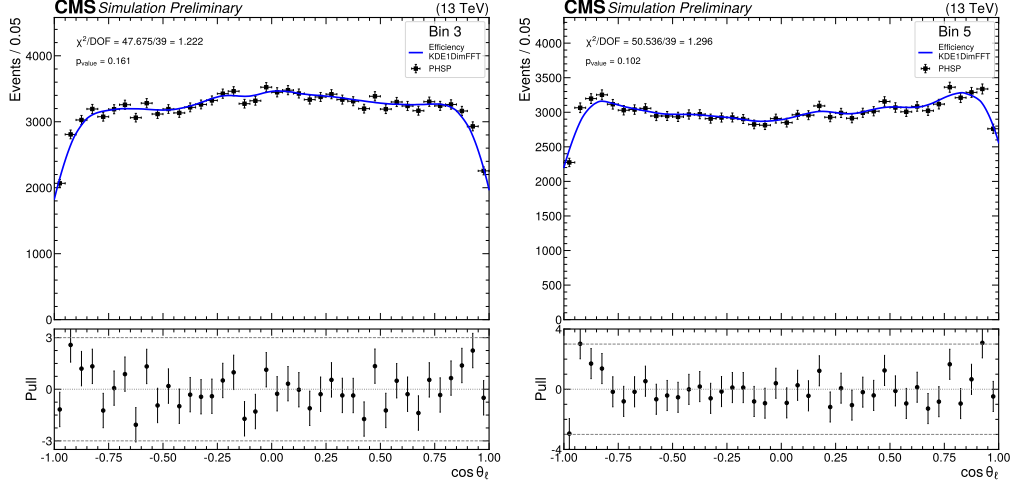 CMS Simulation Preliminary (13 TeV)
Events / 0.05
χ²/DOF = 47.675/39 = 1.222
pvalue = 0.161
Bin 3
Efficiency
KDE1DimFFT
PHSP
4000
3000
2000
1000
0
Pull
3
0
-3
-1.00 -0.75 -0.50 -0.25 0.00 0.25 0.50 0.75 1.00
cos θℓ
CMS Simulation Preliminary (13 TeV)
Events / 0.05
χ²/DOF = 50.536/39 = 1.296
pvalue = 0.102
Bin 5
Efficiency
KDE1DimFFT
PHSP
4000
3500
3000
2500
2000
1500
1000
500
0
Pull
4
0
-4
-1.00 -0.75 -0.50 -0.25 0.00 0.25 0.50 0.75 1.00
cos θℓ